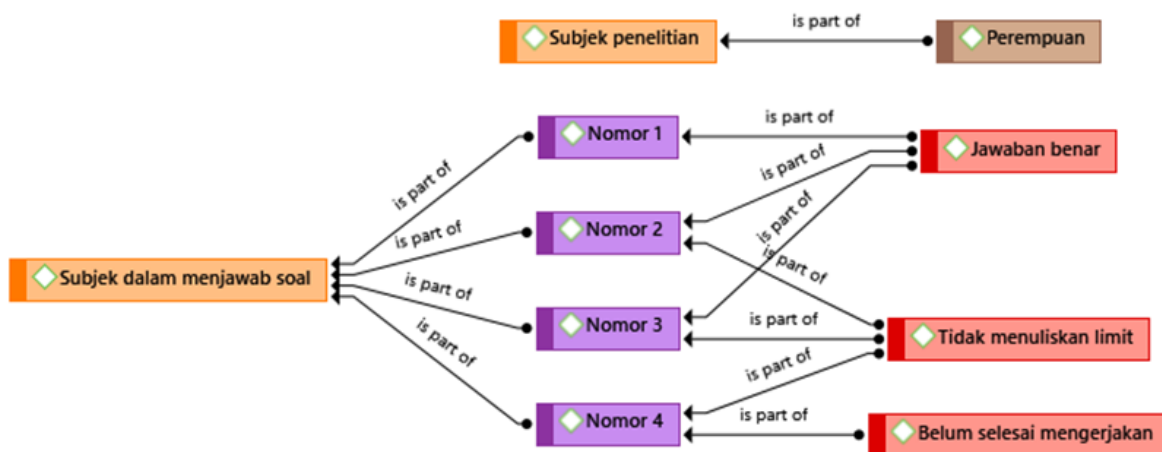 is part of
Subjek penelitian
Perempuan
Nomor 1
is part of
Jawaban benar
is part of
is part of
Nomor 2
is part of
is part of
is part of
Subjek dalam menjawab soal
is part of
Nomor 3
is part of
Tidak menuliskan limit
is part of
is part of
Nomor 4
is part of
Belum selesai mengerjakan